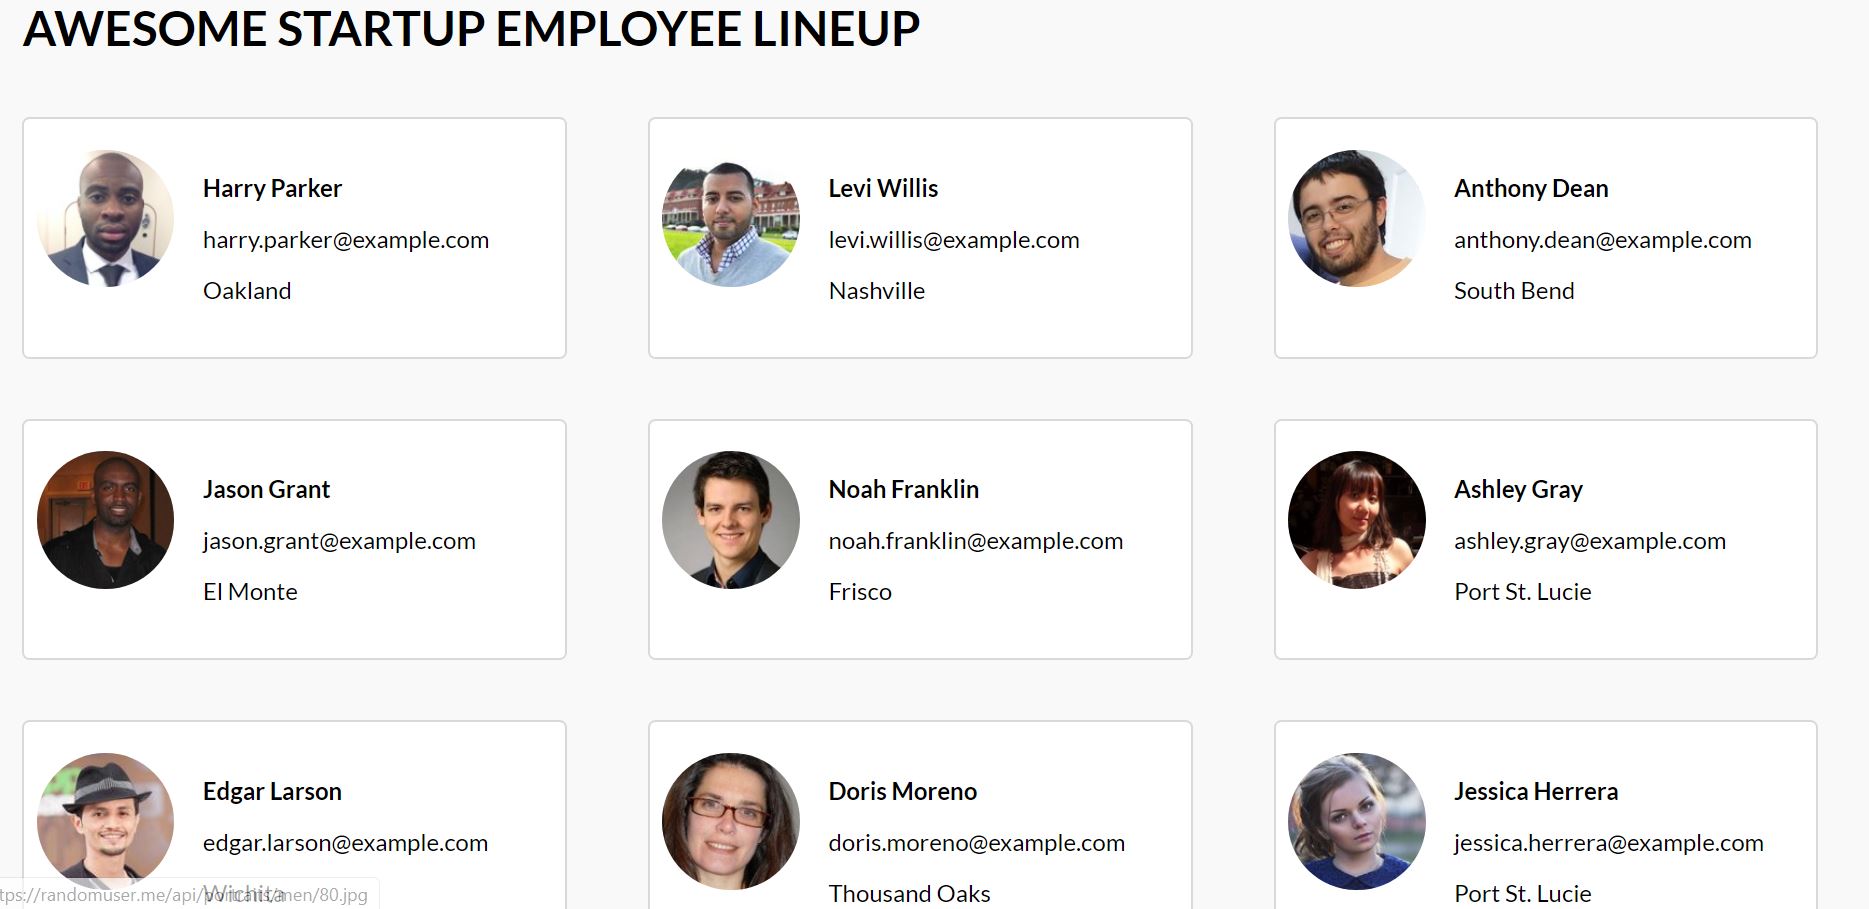 AWESOME STARTUP EMPLOYEE LINEUP
Harry Parker
harry.parker@example.com
Oakland
Levi Willis
levi.willis@example.com
Nashville
Anthony Dean
anthony.dean@example.com
South Bend
Jason Grant
jason.grant@example.com
El Monte
Noah Franklin
noah.franklin@example.com
Frisco
Ashley Gray
ashley.gray@example.com
Port St. Lucie
Edgar Larson
edgar.larson@example.com
Wichita
Doris Moreno
doris.moreno@example.com
Thousand Oaks
Jessica Herrera
jessica.herrera@example.com
Port St. Lucie
tps://randomuser.me/api/portraits/men/80.jpg